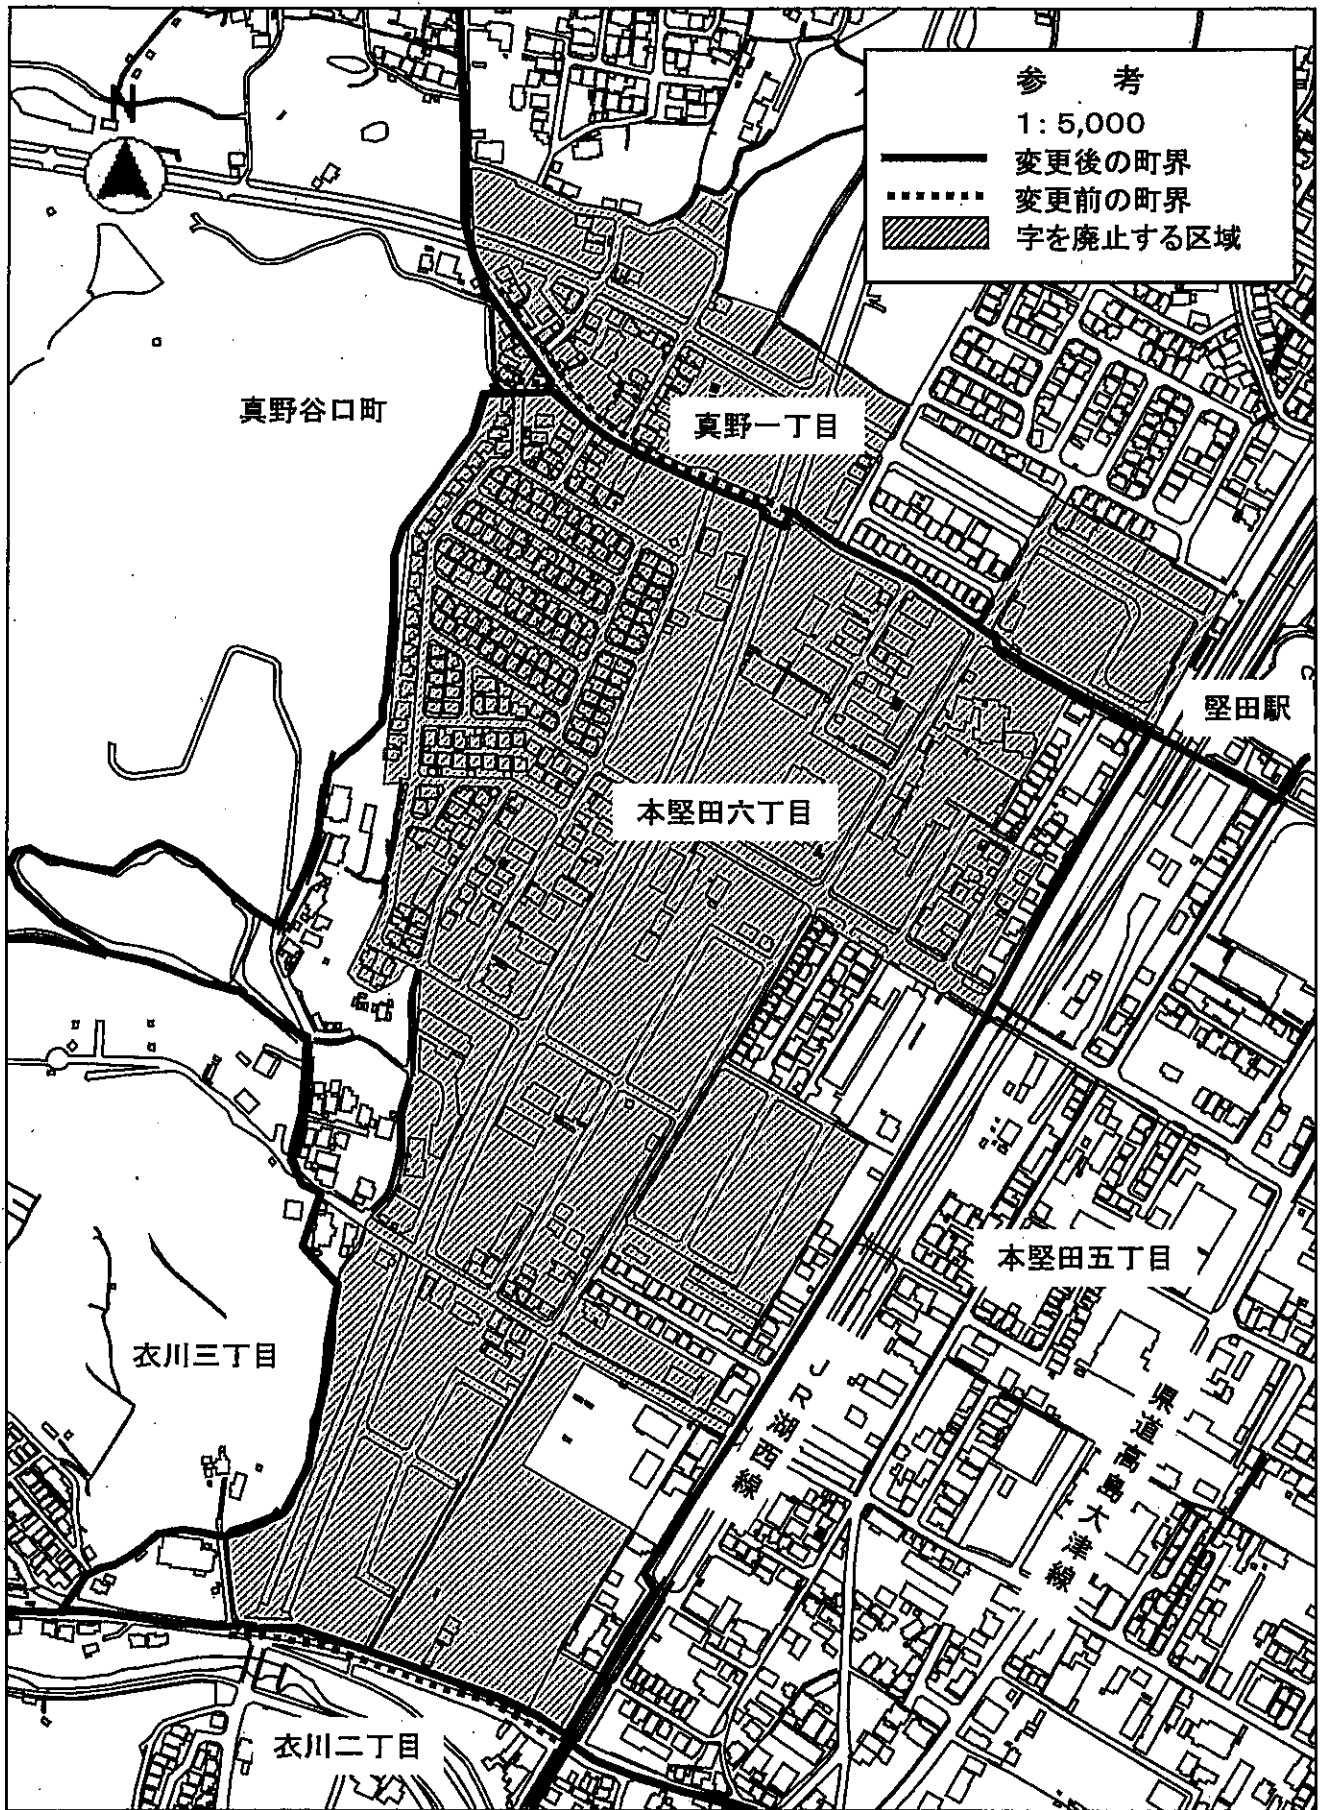 参　考
1:5,000
変更後の町界
変更前の町界
字を廃止する区域
N
真野谷口町
真野一丁目
堅田駅
本堅田六丁目
本堅田五丁目
衣川三丁目
JR湖西線
県道高島大津線
衣川二丁目